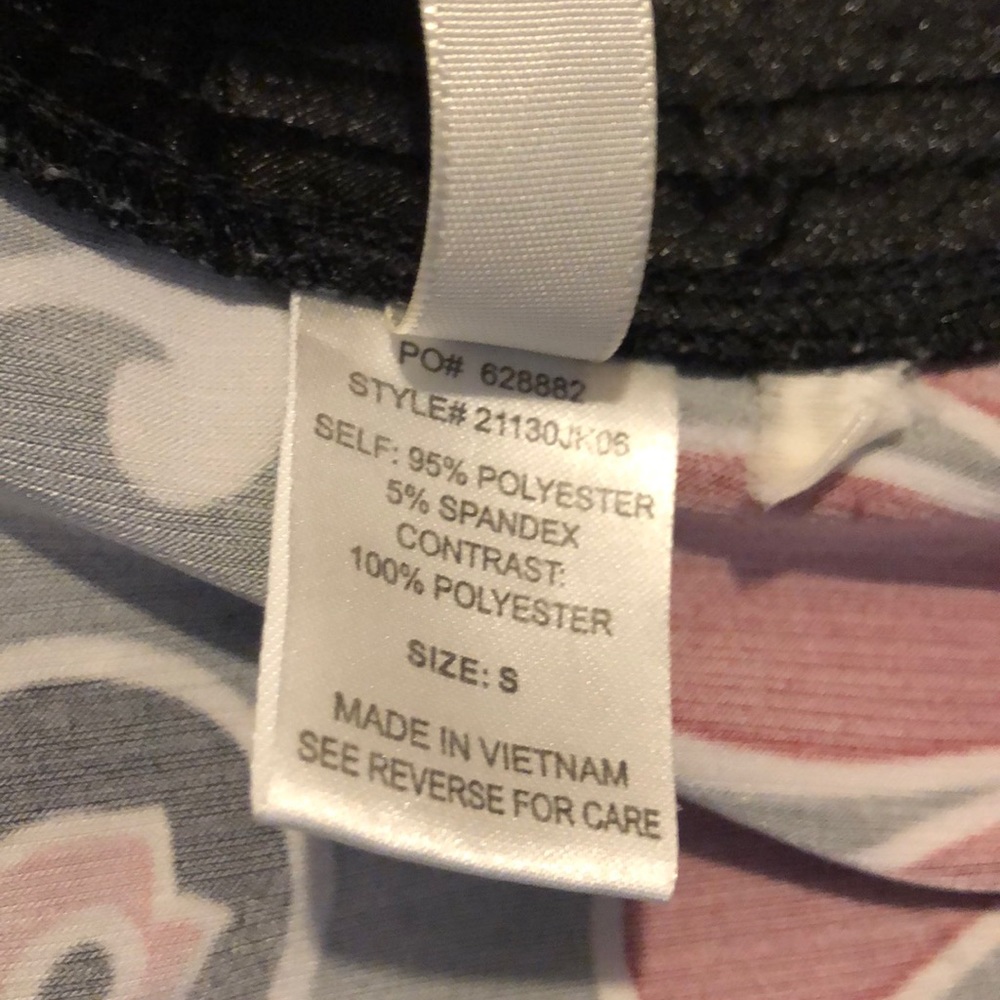 PO# 628882
STYLE# 21130JK06
SELF: 95% POLYESTER
5% SPANDEX
CONTRAST:
100% POLYESTER
SIZE: S
MADE IN VIETNAM
SEE REVERSE FOR CARE